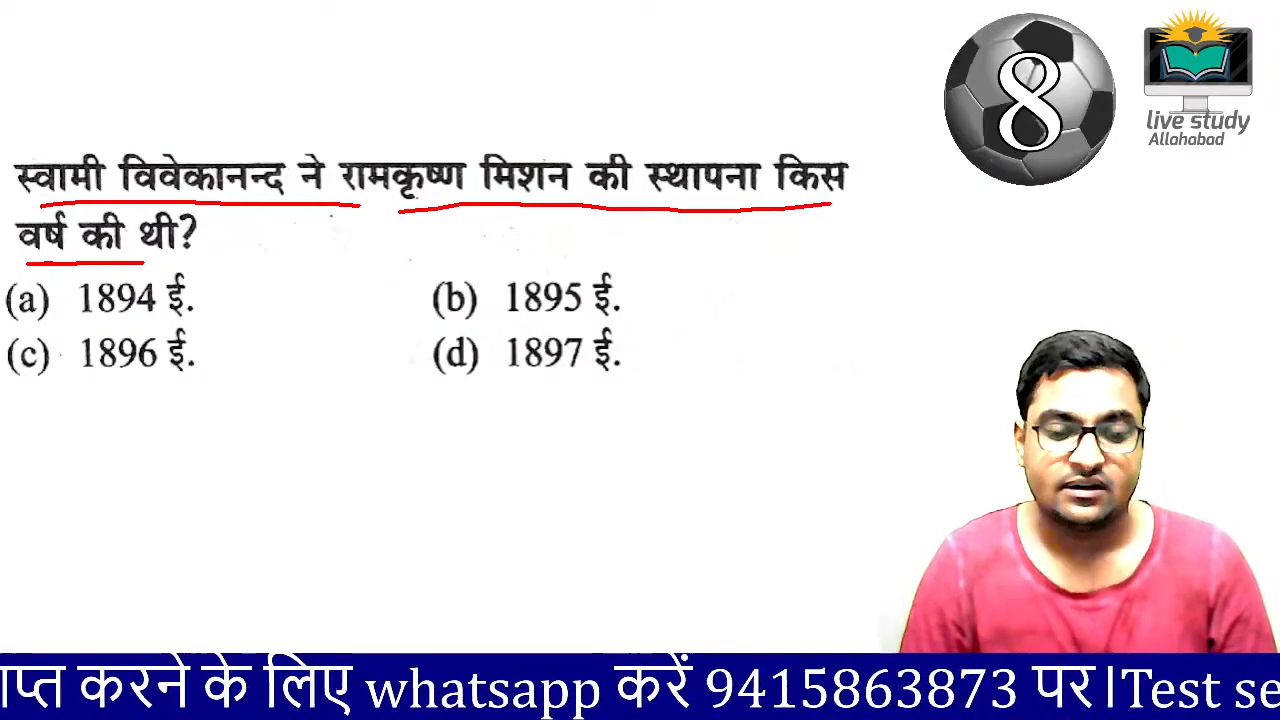 8
live study
Allahabad
स्वामी विवेकानन्द ने रामकृष्ण मिशन की स्थापना किस
वर्ष की थी?
(a) 1894 ई. (b) 1895 ई.
(c) 1896 ई. (d) 1897 ई.
प्त करने के लिए whatsapp करें 9415863873 पर।Test se